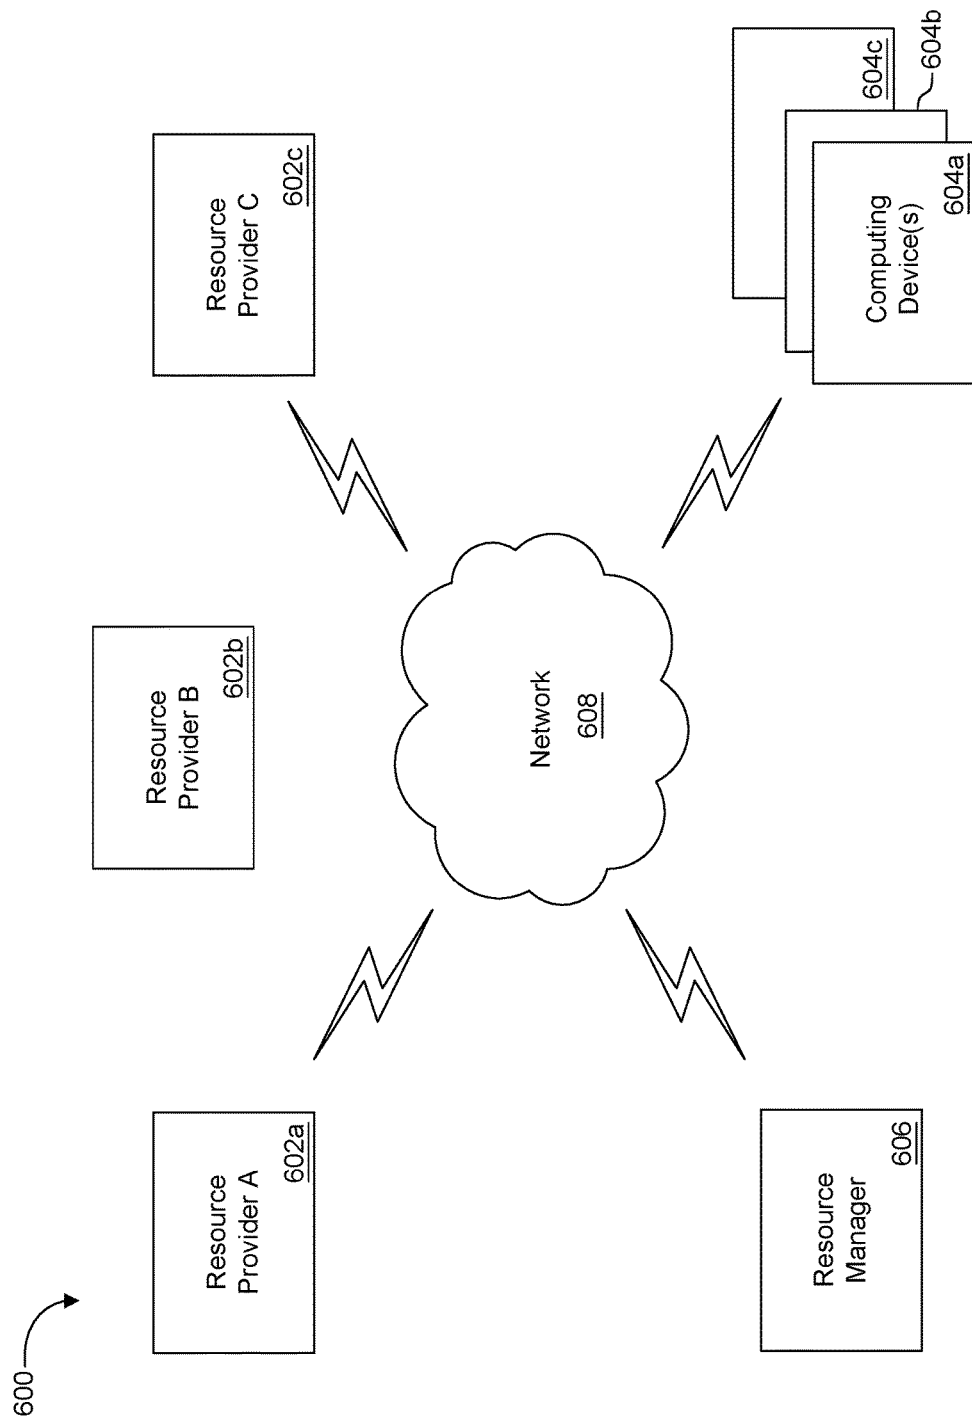 600
Resource
Provider A
602a
Resource
Provider B
602b
Resource
Provider C
602c
Network
608
Resource
Manager
606
Computing
Device(s)
604a
604b
604c